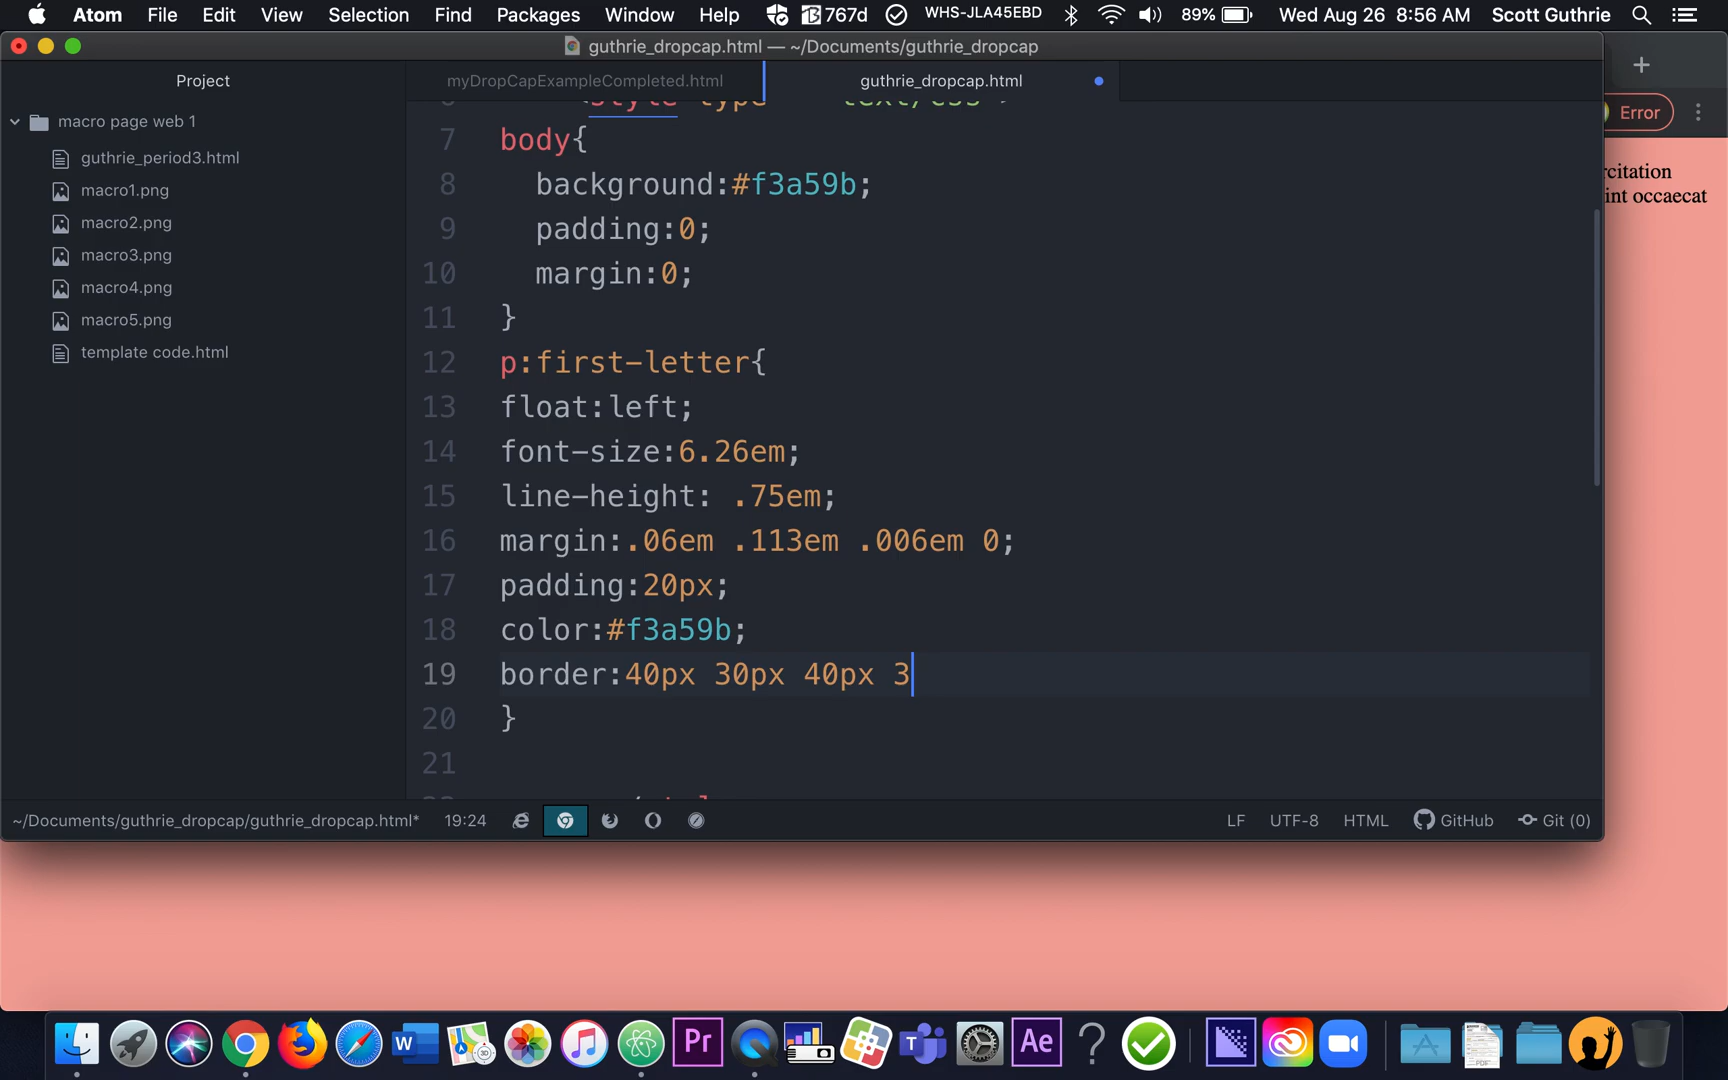 Atom File Edit View Selection Find Packages Window Help 767d WHS-JLA45EBD 89% Wed Aug 26 8:56 AM Scott Guthrie
guthrie_dropcap.html — ~/Documents/guthrie_dropcap
Project
myDropCapExampleCompleted.html guthrie_dropcap.html
Error
macro page web 1
guthrie_period3.html
macro1.png
macro2.png
macro3.png
macro4.png
macro5.png
template code.html
7 body{
8 background:#f3a59b;
9 padding:0;
10 margin:0;
11 }
12 p:first-letter{
13 float:left;
14 font-size:6.26em;
15 line-height: .75em;
16 margin:.06em .113em .006em 0;
17 padding:20px;
18 color:#f3a59b;
19 border:40px 30px 40px 3
20 }
21
rcitation
int occaecat
~/Documents/guthrie_dropcap/guthrie_dropcap.html* 19:24 LF UTF-8 HTML GitHub Git (0)
W 3D Pr Ae ? PDF